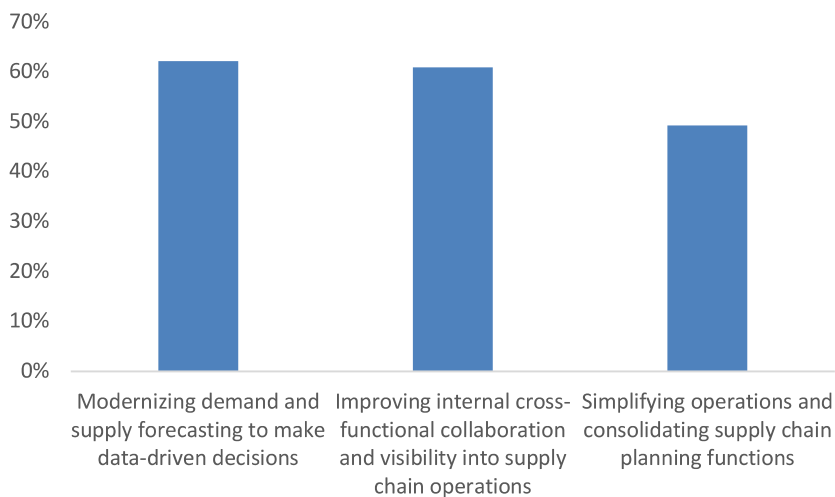 70%
60%
50%
40%
30%
20%
10%
0%
Modernizing demand and
supply forecasting to make
data-driven decisions
Improving internal cross-
functional collaboration
and visibility into supply
chain operations
Simplifying operations and
consolidating supply chain
planning functions